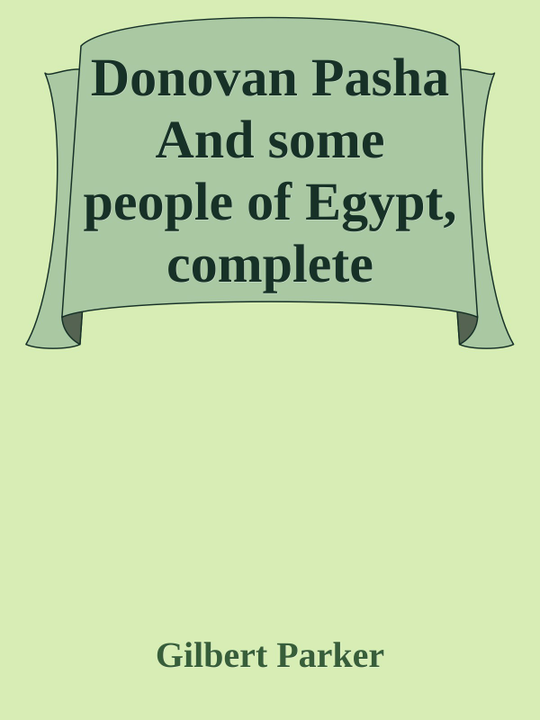 Donovan Pasha
And some
people of Egypt,
complete
Gilbert Parker